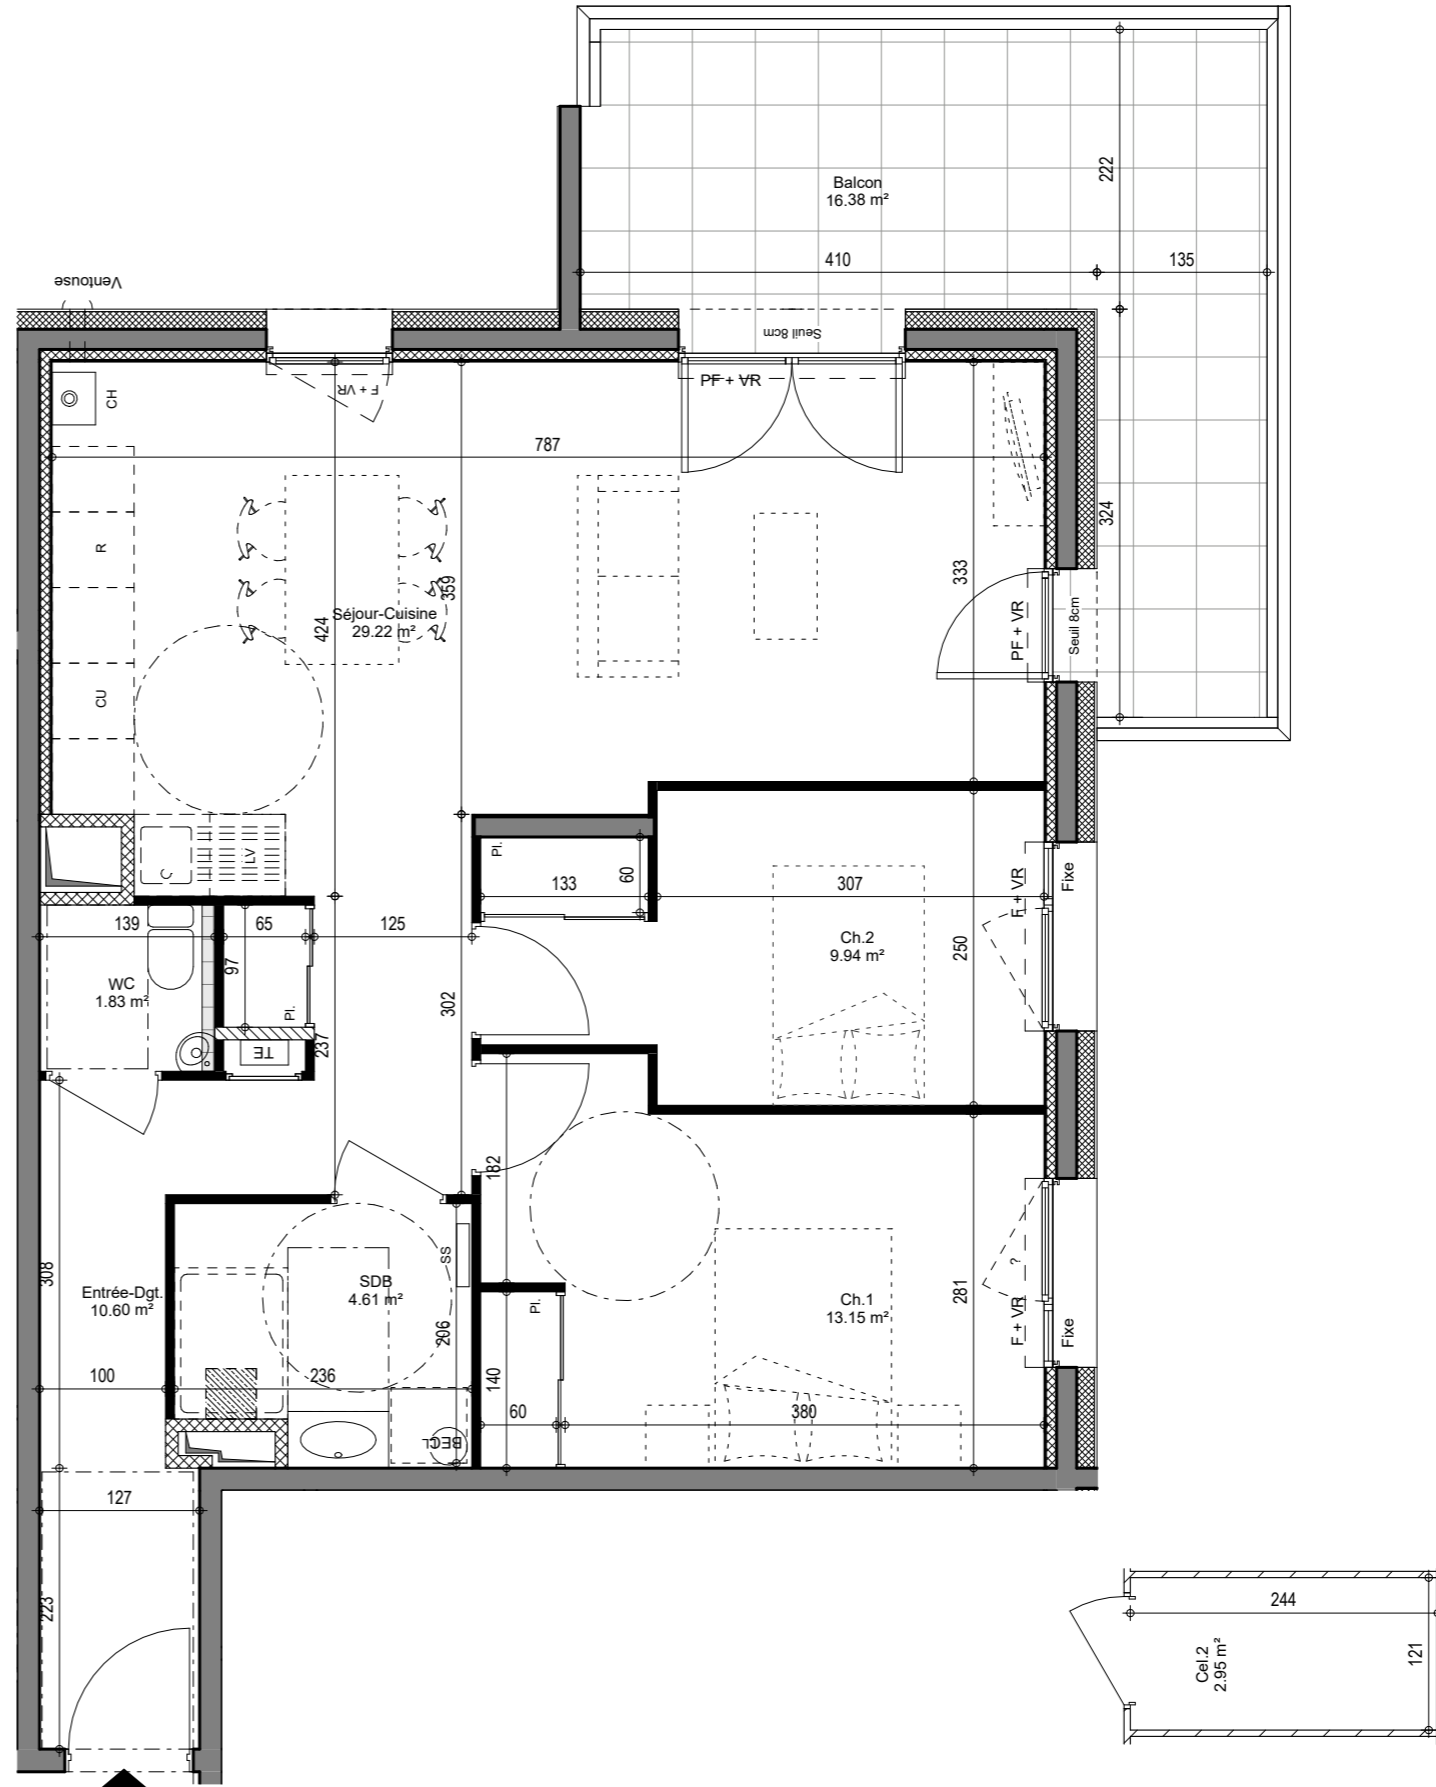 222
Balcon
16.38 m²
410
135
Ventouse
Seuil 8cm
F + VR
PF + VR
CH
787
R
324
359
333
Séjour-Cuisine
29.22 m²
424
PF + VR
Seuil 8cm
CU
LV
Pl.
133
60
307
F + VR
Fixe
139
65
125
97
Ch.2
9.94 m²
250
WC
1.83 m²
302
Pl.
237
TE
182
308
Entrée-Dgt.
10.60 m²
SS
SDB
4.61 m²
206
Pl.
Ch.1
13.15 m²
281
?
F + VR
Fixe
100
236
140
60
380
BECL
127
223
244
Cel.2
2.95 m²
121